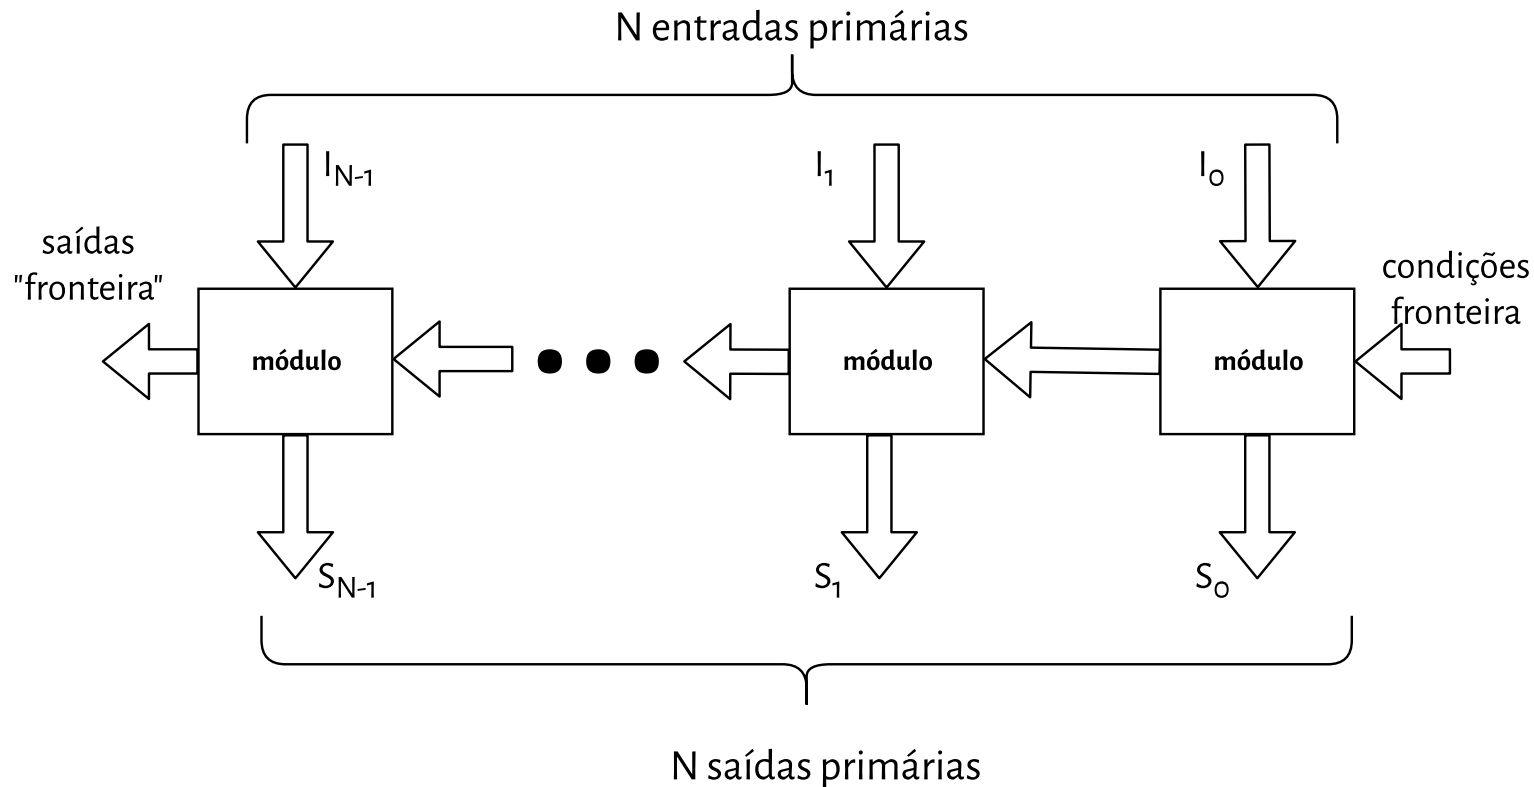 N entradas primárias
I_{N-1}
I_1
I_0
saídas
"fronteira"
condições
fronteira
módulo
módulo
módulo
S_{N-1}
S_1
S_0
N saídas primárias